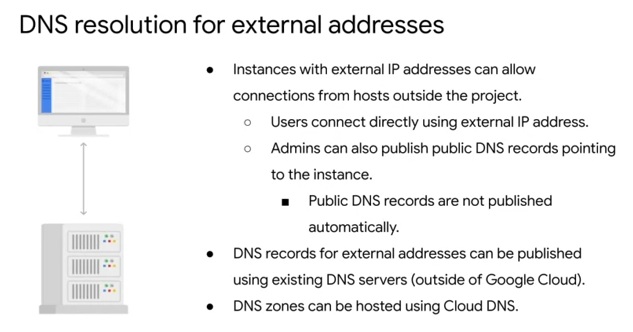 DNS resolution for external addresses
● Instances with external IP addresses can allow
connections from hosts outside the project.
○ Users connect directly using external IP address.
○ Admins can also publish public DNS records pointing
to the instance.
■ Public DNS records are not published
automatically.
● DNS records for external addresses can be published
using existing DNS servers (outside of Google Cloud).
● DNS zones can be hosted using Cloud DNS.